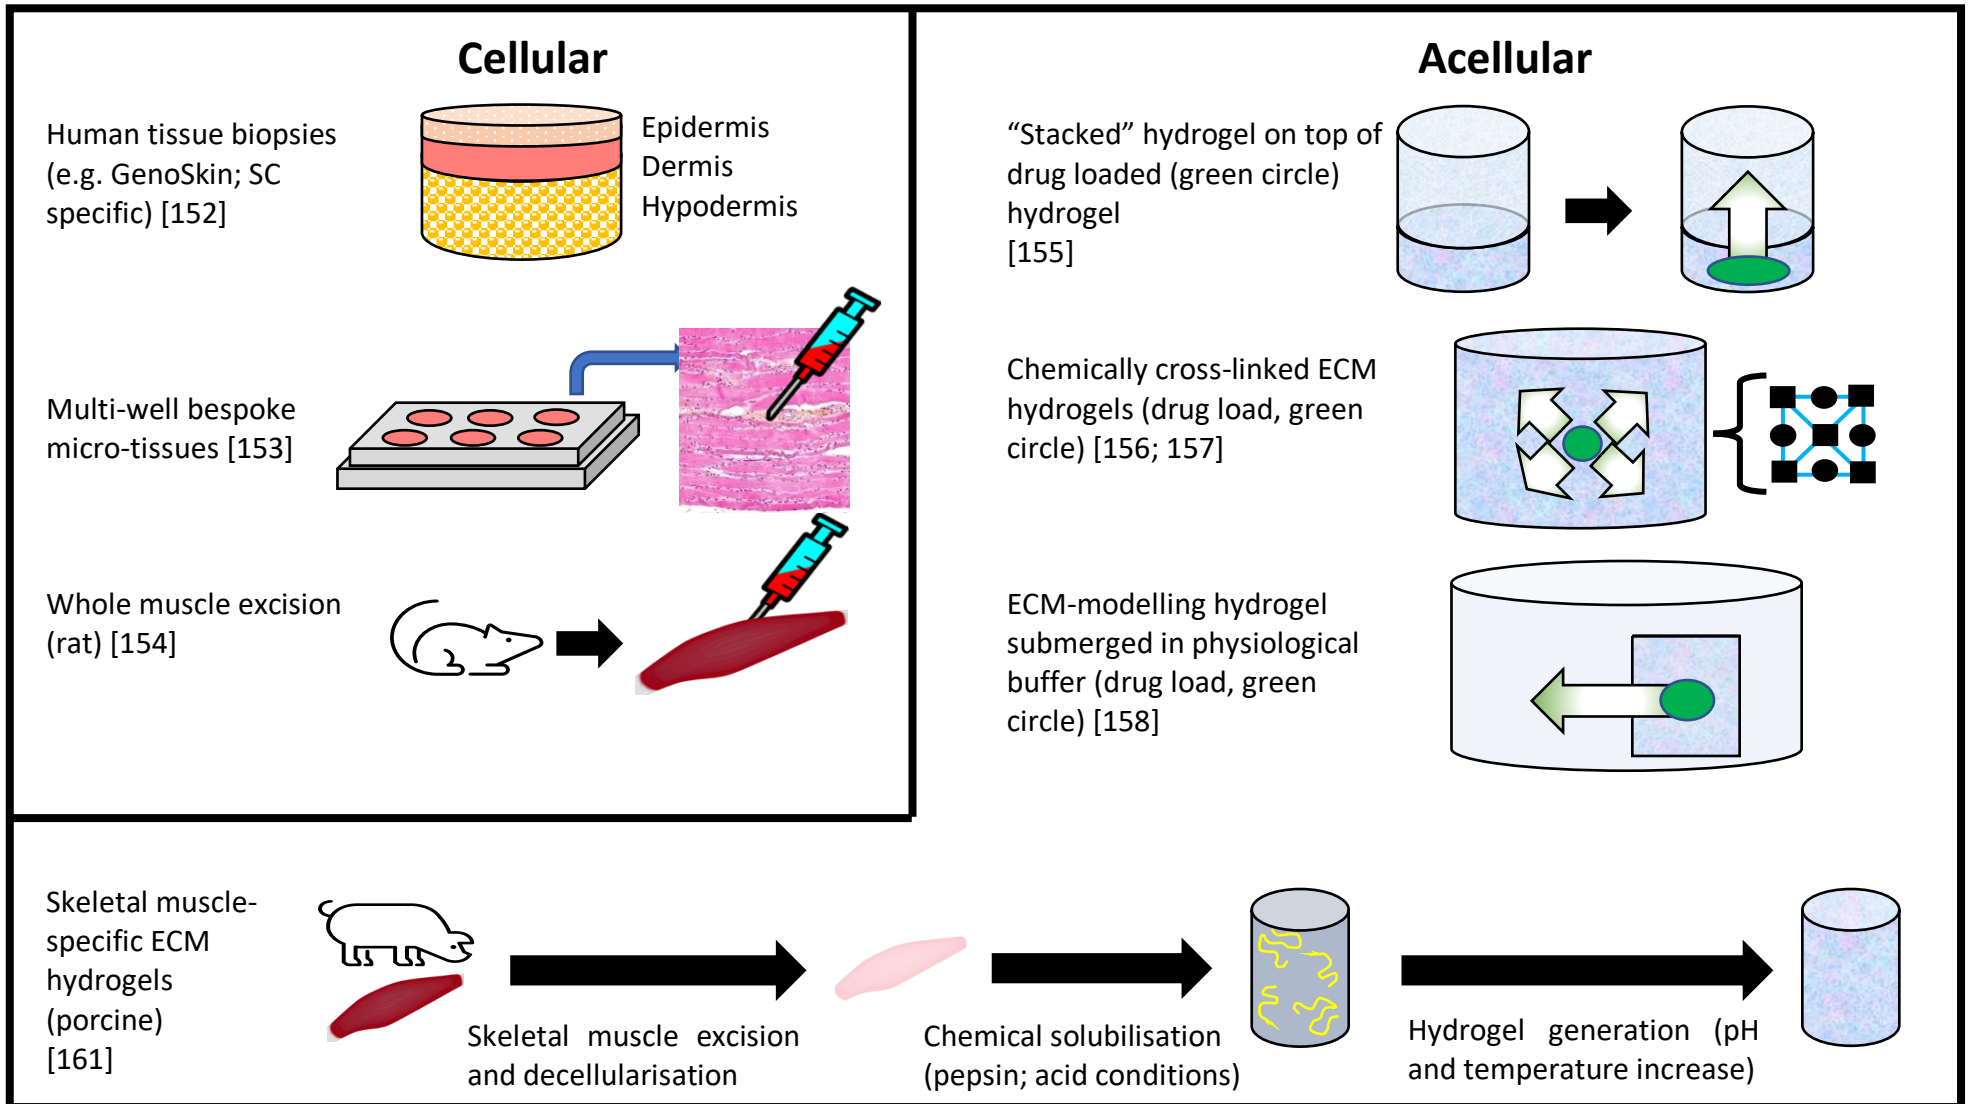 Cellular
Human tissue biopsies
(e.g. GenoSkin; SC
specific) [152]
Epidermis
Dermis
Hypodermis
Multi-well bespoke
micro-tissues [153]
Whole muscle excision
(rat) [154]
Acellular
“Stacked” hydrogel on top of
drug loaded (green circle)
hydrogel
[155]
Chemically cross-linked ECM
hydrogels (drug load, green
circle) [156; 157]
ECM-modelling hydrogel
submerged in physiological
buffer (drug load, green
circle) [158]
Skeletal muscle-
specific ECM
hydrogels
(porcine)
[161]
Skeletal muscle excision
and decellularisation
Chemical solubilisation
(pepsin; acid conditions)
Hydrogel generation (pH
and temperature increase)